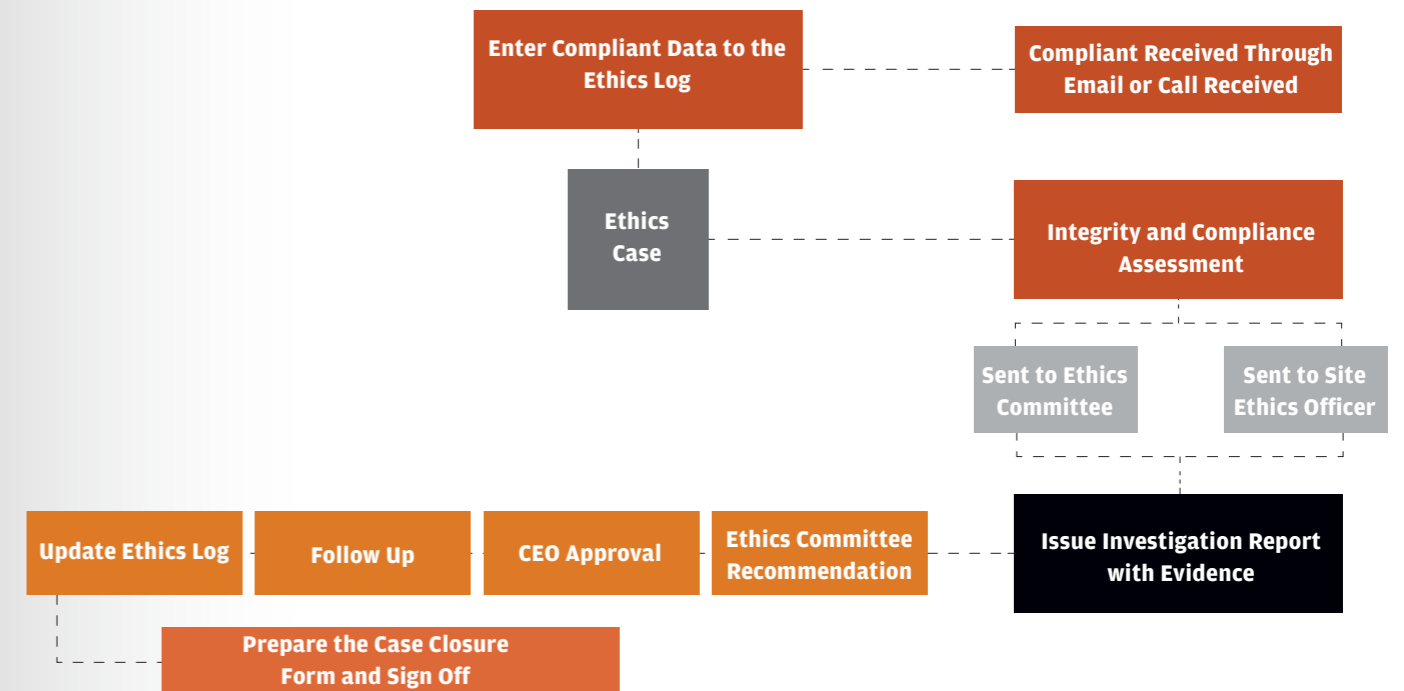 Enter Compliant Data to the
Ethics Log
Compliant Received Through
Email or Call Received
Ethics
Case
Integrity and Compliance
Assessment
Sent to Ethics
Committee
Sent to Site
Ethics Officer
Update Ethics Log
Follow Up
CEO Approval
Ethics Committee
Recommendation
Issue Investigation Report
with Evidence
Prepare the Case Closure
Form and Sign Off